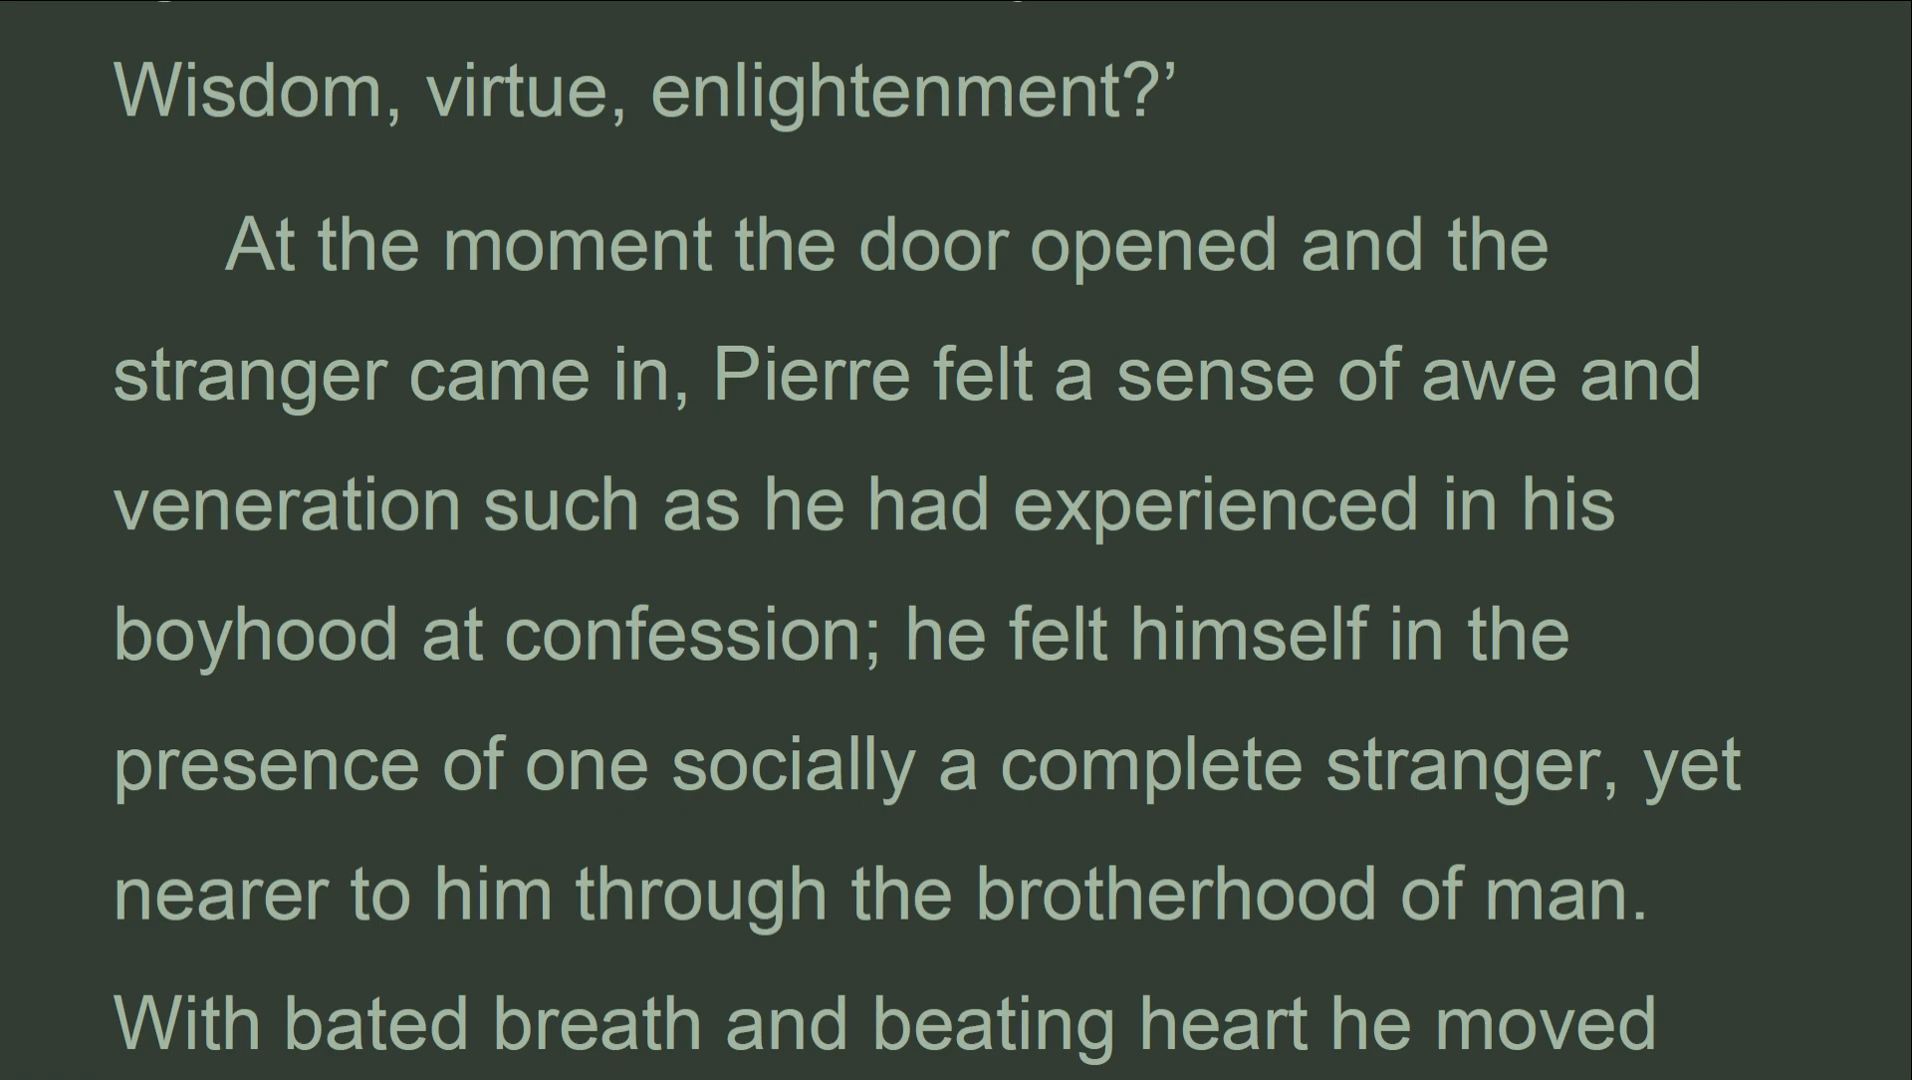 Wisdom, virtue, enlightenment?’
At the moment the door opened and the
stranger came in, Pierre felt a sense of awe and
veneration such as he had experienced in his
boyhood at confession; he felt himself in the
presence of one socially a complete stranger, yet
nearer to him through the brotherhood of man.
With bated breath and beating heart he moved